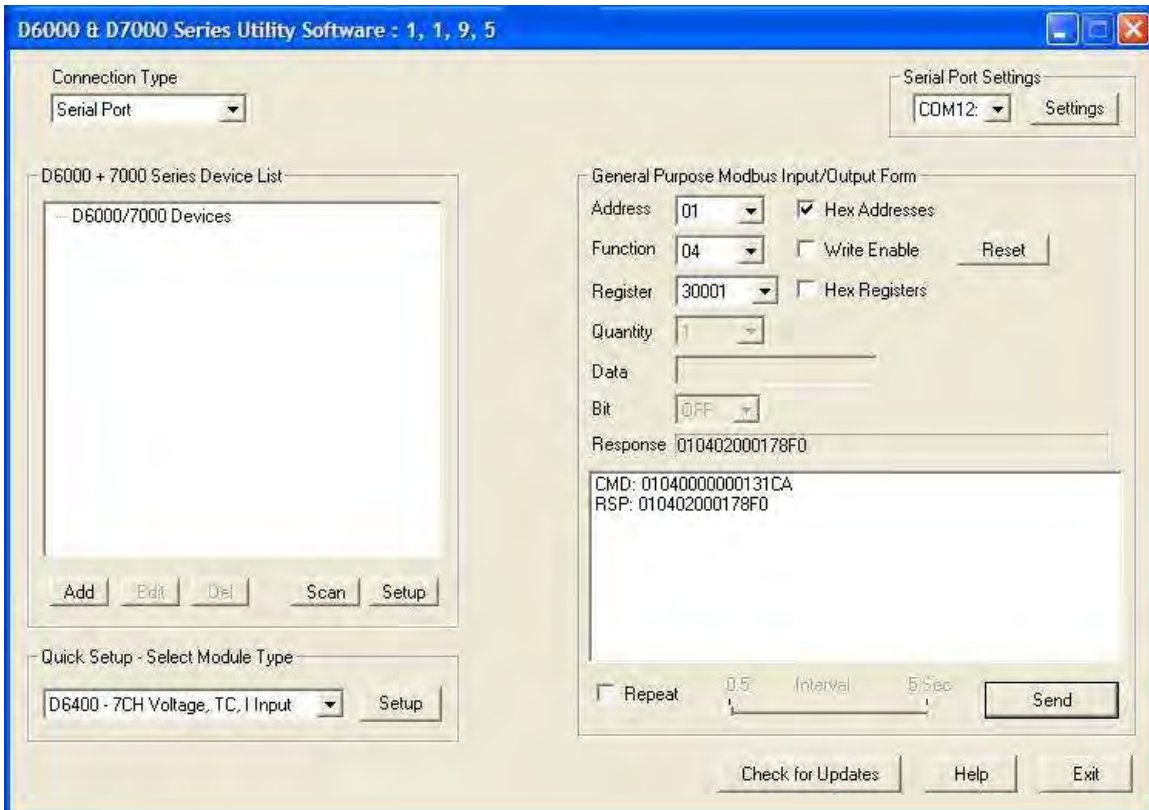 D6000 & D7000 Series Utility Software : 1, 1, 9, 5
Connection Type
Serial Port
Serial Port Settings
COM12:
Settings
D6000 + 7000 Series Device List
D6000/7000 Devices
Add
Edit
Del
Scan
Setup
Quick Setup - Select Module Type
D6400 - 7CH Voltage, TC, I Input
Setup
General Purpose Modbus Input/Output Form
Address 01 Hex Addresses
Function 04 Write Enable Reset
Register 30001 Hex Registers
Quantity 1
Data
Bit OFF
Response 010402000178F0
CMD: 01040000000131CA
RSP: 010402000178F0
Repeat 0.5 Interval 5 Sec
Send
Check for Updates
Help
Exit